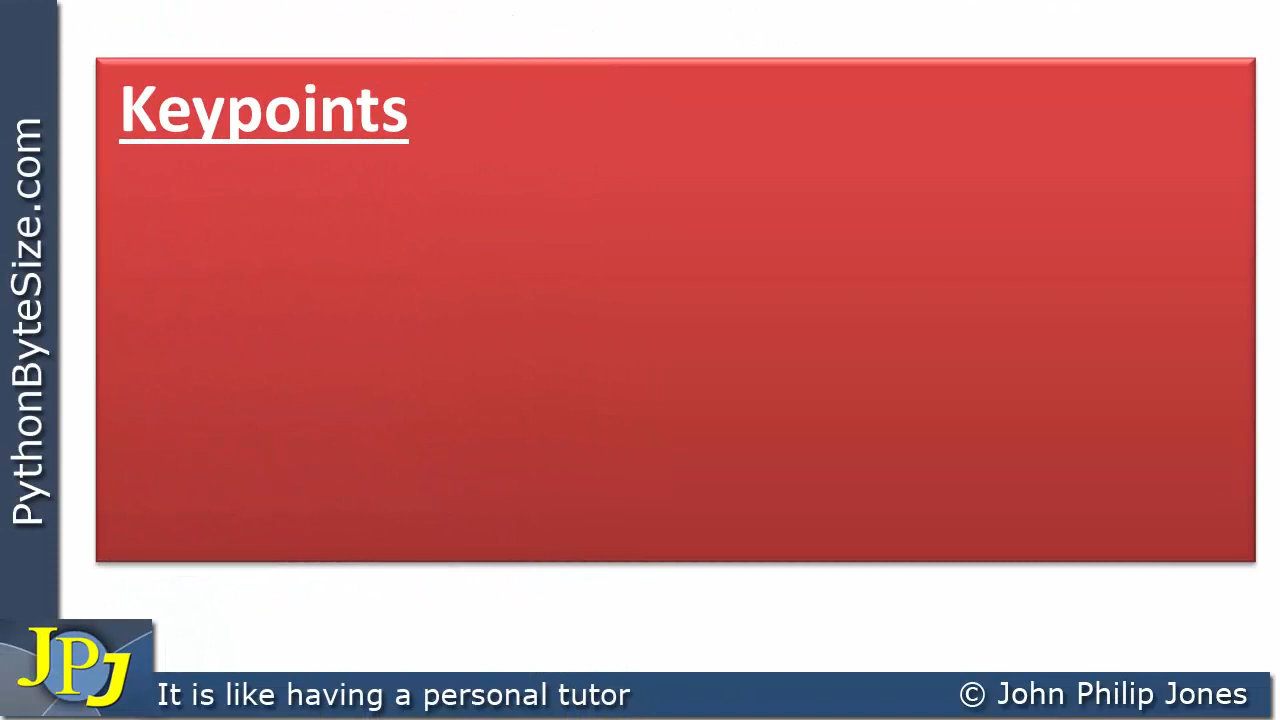 Keypoints
PythonByteSize.com
JPJ
It is like having a personal tutor
© John Philip Jones